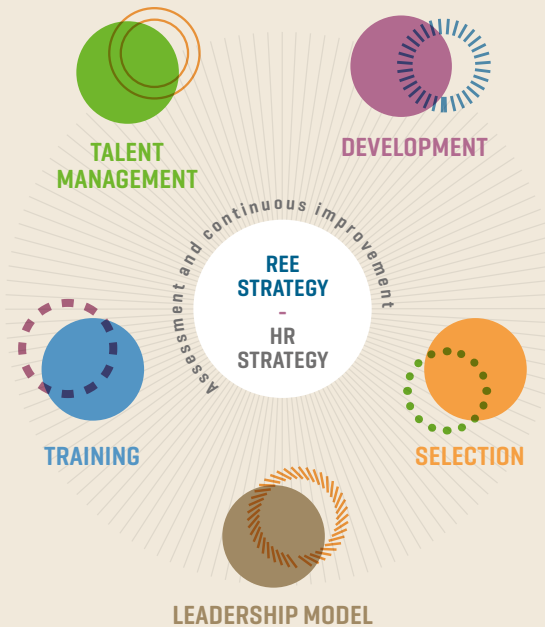 TALENT
MANAGEMENT
DEVELOPMENT
Assessment and continuous improvement
REE
STRATEGY
-
HR
STRATEGY
TRAINING
SELECTION
LEADERSHIP MODEL